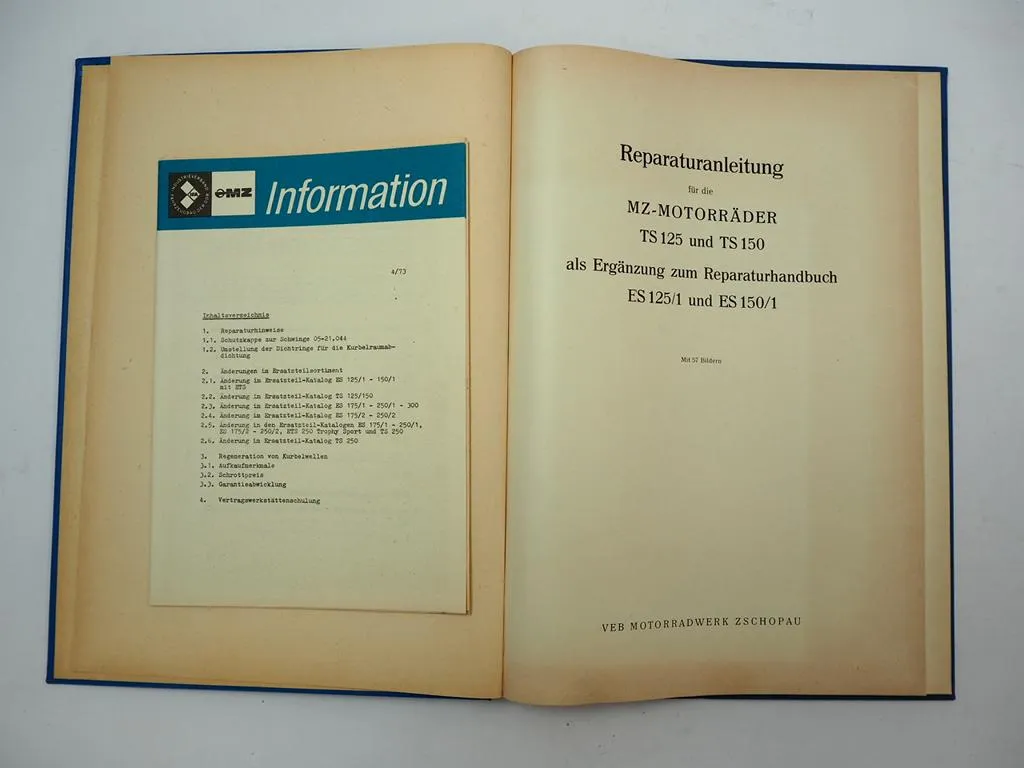 INDUSTRIEVERBAND
MZ
Information
4/73
Inhaltsverzeichnis
1. Reparaturhinweise
1.1. Schutzkappe zur Schwinge 05-21.044
1.2. Umstellung der Dichtringe für die Kurbelraumab-
dichtung
2. Änderungen im Ersatzteilsortiment
2.1. Änderung im Ersatzteil-Katalog ES 125/1 - 150/1
mit ETS
2.2. Änderung im Ersatzteil-Katalog TS 125/150
2.3. Änderung im Ersatzteil-Katalog ES 175/1 - 250/1 - 300
2.4. Änderung im Ersatzteil-Katalog ES 175/2 - 250/2
2.5. Änderung in den Ersatzteil-Katalogen ES 175/1 - 250/1,
ES 175/2 - 250/2, ETS 250 Trophy Sport und TS 250
2.6. Änderung im Ersatzteil-Katalog TS 250
3. Regeneration von Kurbelwellen
3.1. Aufkaufmerkmale
3.2. Schrottpreis
3.3. Garantieabwicklung
4. Vertragswerkstättenschulung
Reparaturanleitung
für die
MZ-MOTORRÄDER
TS 125 und TS 150
als Ergänzung zum Reparaturhandbuch
ES 125/1 und ES 150/1
Mit 57 Bildern
VEB MOTORRADWERK ZSCHOPAU